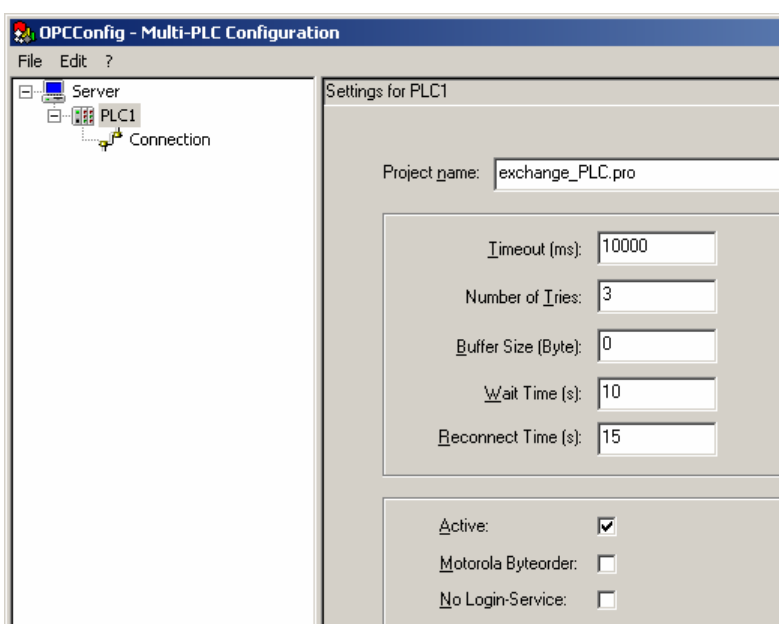 OPCConfig - Multi-PLC Configuration
File Edit ?
Server
PLC1
Connection
Settings for PLC1
Project name: exchange_PLC.pro
Timeout (ms): 10000
Number of Tries: 3
Buffer Size (Byte): 0
Wait Time (s): 10
Reconnect Time (s): 15
Active:
Motorola Byteorder:
No Login-Service: